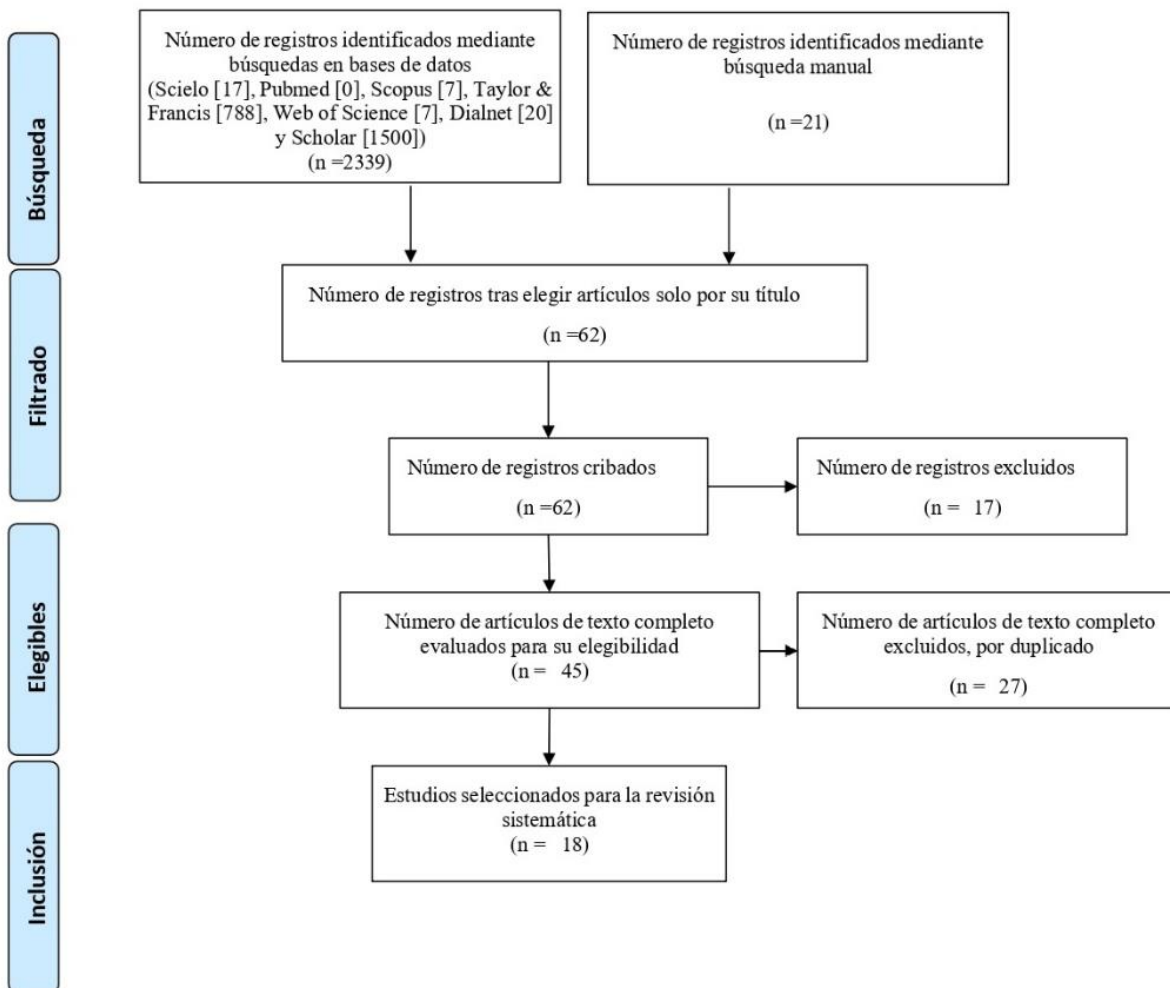 Búsqueda
Número de registros identificados mediante
búsquedas en bases de datos
(Scielo [17], Pubmed [0], Scopus [7], Taylor &
Francis [788], Web of Science [7], Dialnet [20]
y Scholar [1500])
(n =2339)
Número de registros identificados mediante
búsqueda manual
(n =21)
Filtrado
Número de registros tras elegir artículos solo por su título
(n =62)
Número de registros cribados
(n =62)
Número de registros excluidos
(n = 17)
Elegibles
Número de artículos de texto completo
evaluados para su elegibilidad
(n = 45)
Número de artículos de texto completo
excluidos, por duplicado
(n = 27)
Inclusión
Estudios seleccionados para la revisión
sistemática
(n = 18)